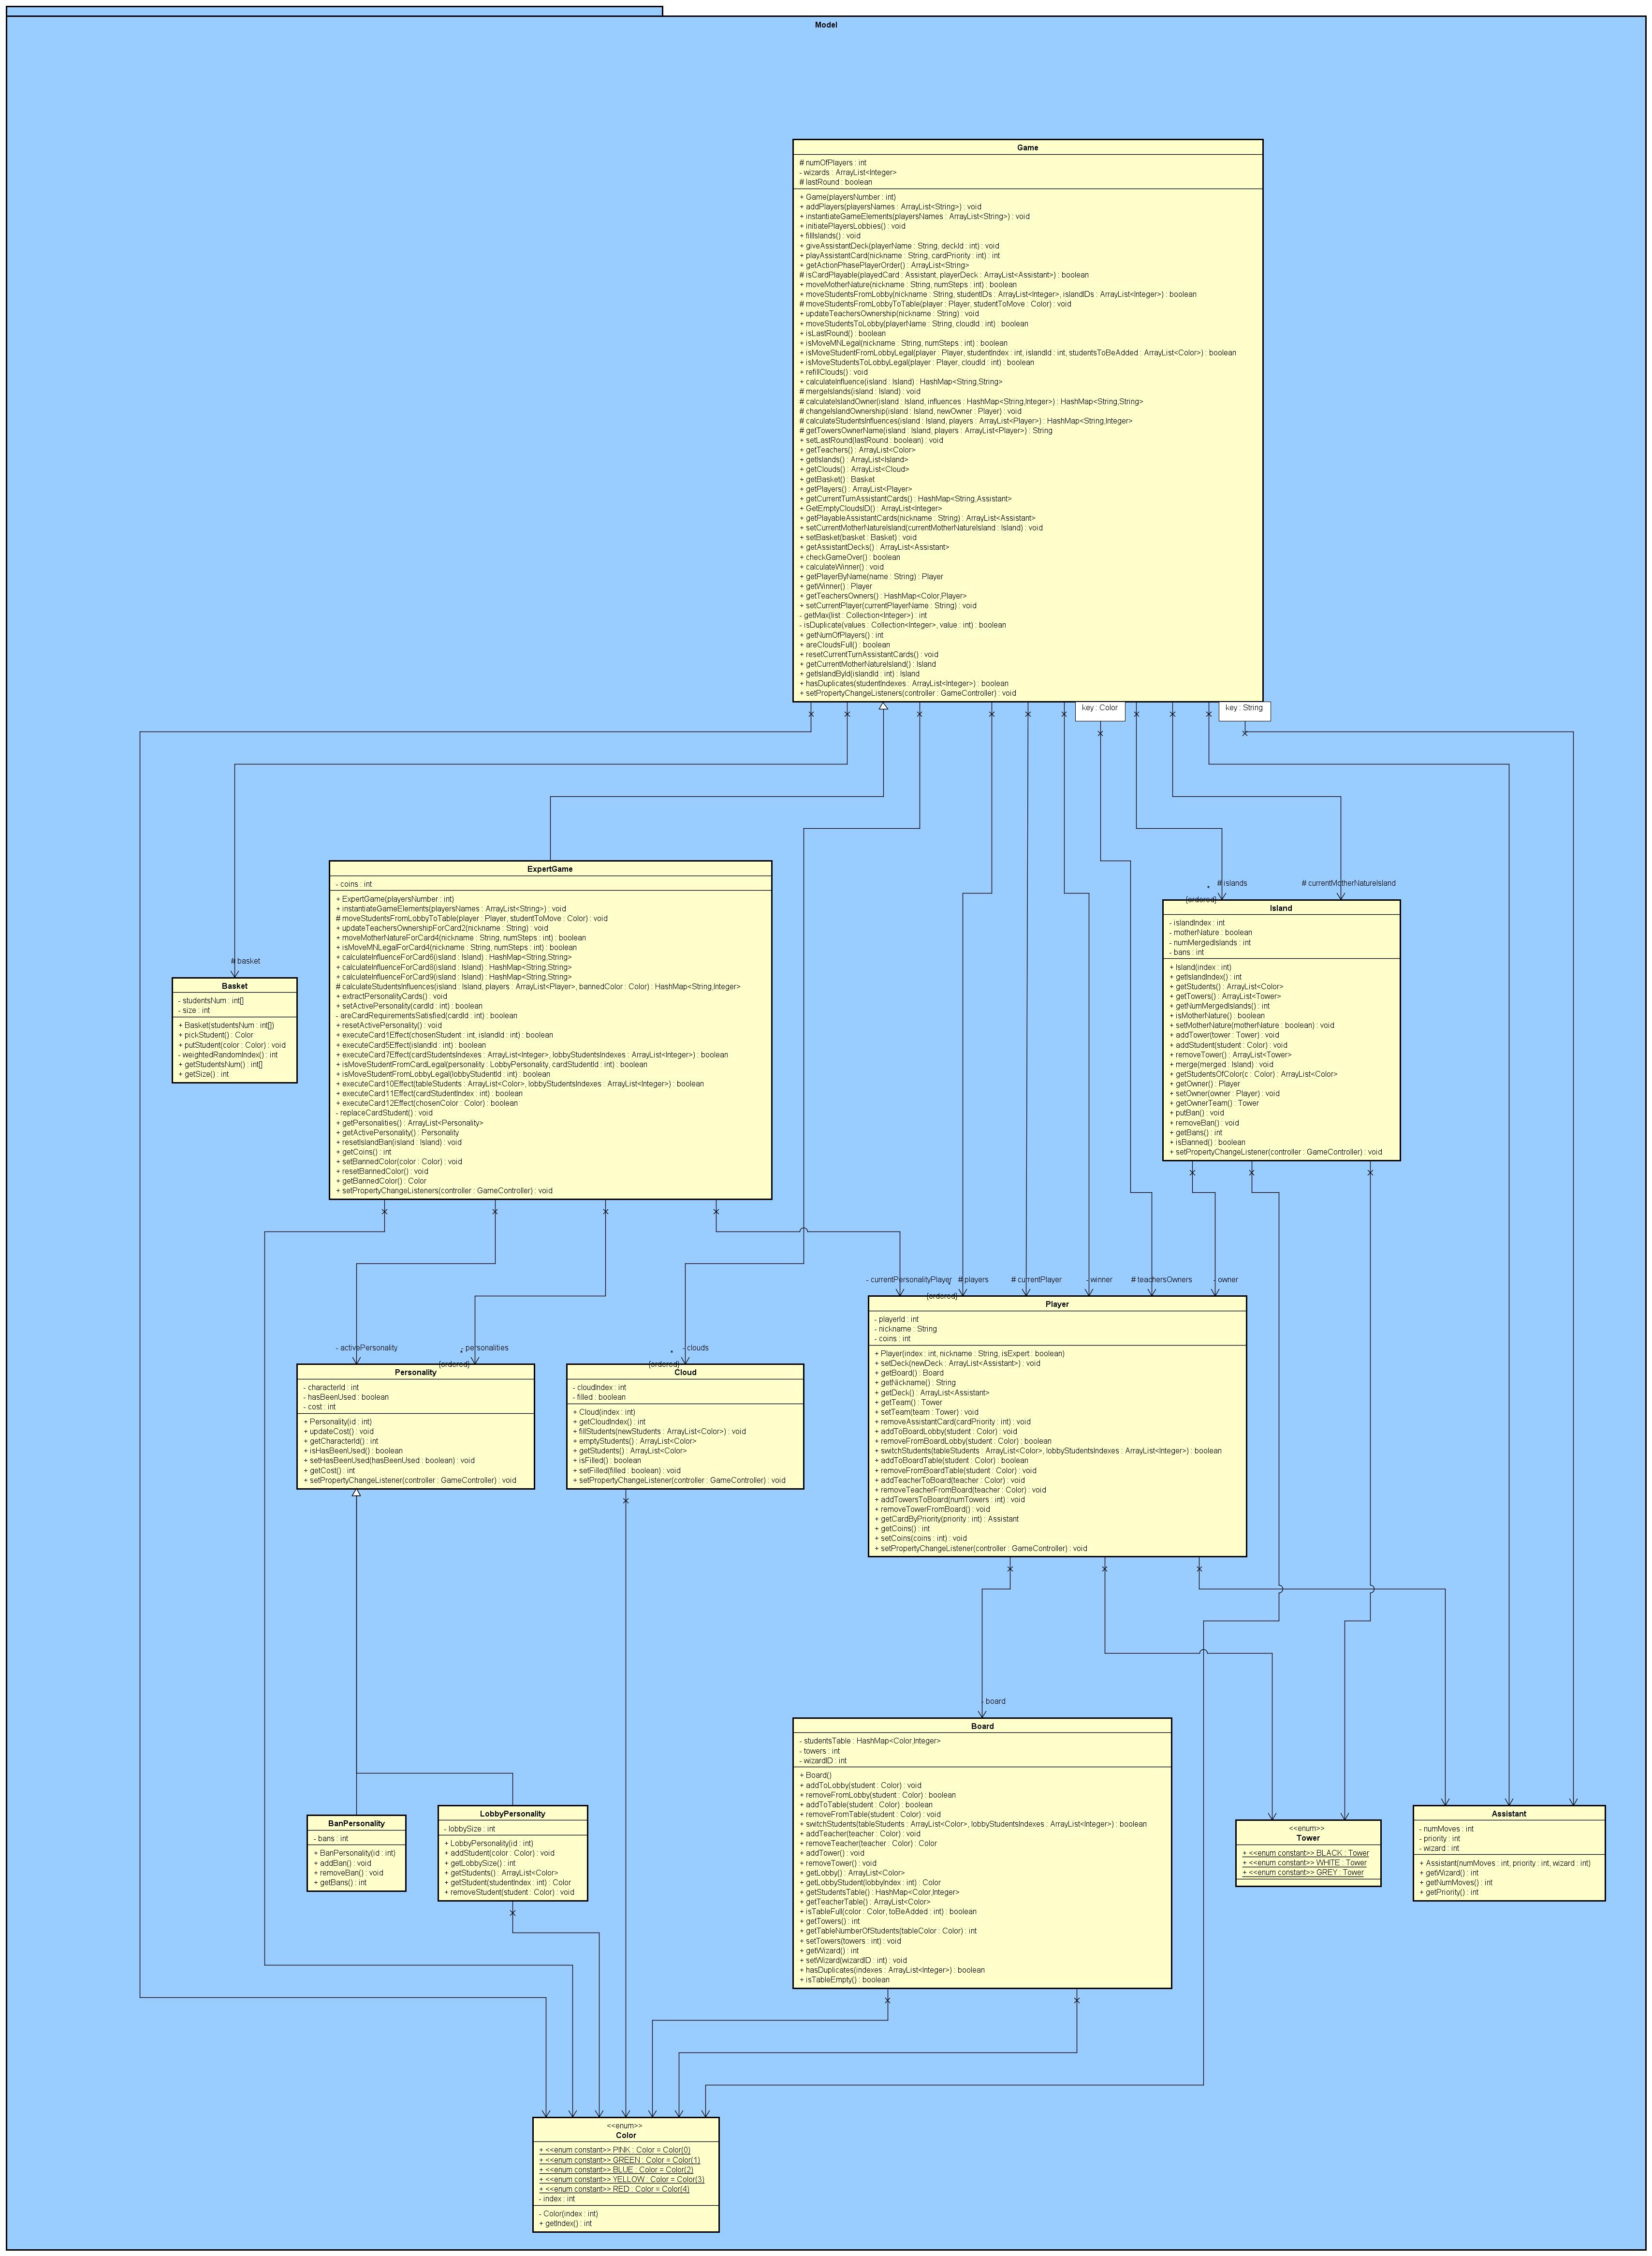 Model
Game
# numOfPlayers : int
- wizards : ArrayList<Integer>
# lastRound : boolean
+ Game(playersNumber : int)
+ addPlayers(playersNames : ArrayList<String>) : void
+ instantiateGameElements(playersNames : ArrayList<String>) : void
+ initiatePlayersLobbies() : void
+ fillIslands() : void
+ giveAssistantDeck(playerName : String, deckId : int) : void
+ playAssistantCard(nickname : String, cardPriority : int) : int
+ getActionPhasePlayerOrder() : ArrayList<String>
# isCardPlayable(playedCard : Assistant, playerDeck : ArrayList<Assistant>) : boolean
+ moveMotherNature(nickname : String, numSteps : int) : boolean
+ moveStudentsFromLobby(nickname : String, studentIDs : ArrayList<Integer>, islandIDs : ArrayList<Integer>) : boolean
# moveStudentsFromLobbyToTable(player : Player, studentToMove : Color) : void
+ updateTeachersOwnership(nickname : String) : void
+ moveStudentsToLobby(playerName : String, cloudId : int) : boolean
+ isLastRound() : boolean
+ isMoveMNLegal(nickname : String, numSteps : int) : boolean
+ isMoveStudentFromLobbyLegal(player : Player, studentIndex : int, islandId : int, studentsToBeAdded : ArrayList<Color>) : boolean
+ isMoveStudentsToLobbyLegal(player : Player, cloudId : int) : boolean
+ refillClouds() : void
+ calculateInfluence(island : Island) : HashMap<String,String>
# mergeIslands(island : Island) : void
# calculateIslandOwner(island : Island, influences : HashMap<String,Integer>) : HashMap<String,String>
# changeIslandOwnership(island : Island, newOwner : Player) : void
# calculateStudentsInfluences(island : Island, players : ArrayList<Player>) : HashMap<String,Integer>
# getTowersOwnerName(island : Island, players : ArrayList<Player>) : String
+ setLastRound(lastRound : boolean) : void
+ getTeachers() : ArrayList<Color>
+ getIslands() : ArrayList<Island>
+ getClouds() : ArrayList<Cloud>
+ getBasket() : Basket
+ getPlayers() : ArrayList<Player>
+ getCurrentTurnAssistantCards() : HashMap<String,Assistant>
+ GetEmptyCloudsID() : ArrayList<Integer>
+ getPlayableAssistantCards(nickname : String) : ArrayList<Assistant>
+ setCurrentMotherNatureIsland(currentMotherNatureIsland : Island) : void
+ setBasket(basket : Basket) : void
+ getAssistantDecks() : ArrayList<Assistant>
+ checkGameOver() : boolean
+ calculateWinner() : void
+ getPlayerByName(name : String) : Player
+ getWinner() : Player
+ getTeachersOwners() : HashMap<Color,Player>
+ setCurrentPlayer(currentPlayerName : String) : void
- getMax(list : Collection<Integer>) : int
- isDuplicate(values : Collection<Integer>, value : int) : boolean
+ getNumOfPlayers() : int
+ areCloudsFull() : boolean
+ resetCurrentTurnAssistantCards() : void
+ getCurrentMotherNatureIsland() : Island
+ getIslandById(islandId : int) : Island
+ hasDuplicates(studentIndexes : ArrayList<Integer>) : boolean
+ setPropertyChangeListeners(controller : GameController) : void
key : Color
key : String
ExpertGame
- coins : int
+ ExpertGame(playersNumber : int)
+ instantiateGameElements(playersNames : ArrayList<String>) : void
# moveStudentsFromLobbyToTable(player : Player, studentToMove : Color) : void
+ updateTeachersOwnershipForCard2(nickname : String) : void
+ moveMotherNatureForCard4(nickname : String, numSteps : int) : boolean
+ isMoveMNLegalForCard4(nickname : String, numSteps : int) : boolean
+ calculateInfluenceForCard6(island : Island) : HashMap<String,String>
+ calculateInfluenceForCard8(island : Island) : HashMap<String,String>
+ calculateInfluenceForCard9(island : Island) : HashMap<String,String>
# calculateStudentsInfluences(island : Island, players : ArrayList<Player>, bannedColor : Color) : HashMap<String,Integer>
+ extractPersonalityCards() : void
+ setActivePersonality(cardId : int) : boolean
- areCardRequirementsSatisfied(cardId : int) : boolean
+ resetActivePersonality() : void
+ executeCard1Effect(chosenStudent : int, islandId : int) : boolean
+ executeCard5Effect(islandId : int) : boolean
+ executeCard7Effect(cardStudentsIndexes : ArrayList<Integer>, lobbyStudentsIndexes : ArrayList<Integer>) : boolean
+ isMoveStudentFromCardLegal(personality : LobbyPersonality, cardStudentId : int) : boolean
+ isMoveStudentFromLobbyLegal(lobbyStudentId : int) : boolean
+ executeCard10Effect(tableStudents : ArrayList<Color>, lobbyStudentsIndexes : ArrayList<Integer>) : boolean
+ executeCard11Effect(cardStudentIndex : int) : boolean
+ executeCard12Effect(chosenColor : Color) : boolean
- replaceCardStudent() : void
+ getPersonalities() : ArrayList<Personality>
+ getActivePersonality() : Personality
+ resetIslandBan(island : Island) : void
+ getCoins() : int
+ setBannedColor(color : Color) : void
+ resetBannedColor() : void
+ getBannedColor() : Color
+ setPropertyChangeListeners(controller : GameController) : void
# islands
*
{ordered}
# currentMotherNatureIsland
Island
- islandIndex : int
- motherNature : boolean
- numMergedIslands : int
- bans : int
+ Island(index : int)
+ getIslandIndex() : int
+ getStudents() : ArrayList<Color>
+ getTowers() : ArrayList<Tower>
+ getNumMergedIslands() : int
+ isMotherNature() : boolean
+ setMotherNature(motherNature : boolean) : void
+ addTower(tower : Tower) : void
+ addStudent(student : Color) : void
+ removeTower() : ArrayList<Tower>
+ merge(merged : Island) : void
+ getStudentsOfColor(c : Color) : ArrayList<Color>
+ getOwner() : Player
+ setOwner(owner : Player) : void
+ getOwnerTeam() : Tower
+ putBan() : void
+ removeBan() : void
+ getBans() : int
+ isBanned() : boolean
+ setPropertyChangeListener(controller : GameController) : void
# basket
Basket
- studentsNum : int[]
- size : int
+ Basket(studentsNum : int[])
+ pickStudent() : Color
+ putStudent(color : Color) : void
- weightedRandomIndex() : int
+ getStudentsNum() : int[]
+ getSize() : int
- currentPersonalityPlayer
*
# players
{ordered}
# currentPlayer
- winner
# teachersOwners
- owner
Player
- playerId : int
- nickname : String
- coins : int
+ Player(index : int, nickname : String, isExpert : boolean)
+ setDeck(newDeck : ArrayList<Assistant>) : void
+ getBoard() : Board
+ getNickname() : String
+ getDeck() : ArrayList<Assistant>
+ getTeam() : Tower
+ setTeam(team : Tower) : void
+ removeAssistantCard(cardPriority : int) : void
+ addToBoardLobby(student : Color) : void
+ removeFromBoardLobby(student : Color) : boolean
+ switchStudents(tableStudents : ArrayList<Color>, lobbyStudentsIndexes : ArrayList<Integer>) : boolean
+ addToBoardTable(student : Color) : boolean
+ removeFromBoardTable(student : Color) : void
+ addTeacherToBoard(teacher : Color) : void
+ removeTeacherFromBoard(teacher : Color) : void
+ addTowersToBoard(numTowers : int) : void
+ removeTowerFromBoard() : void
+ getCardByPriority(priority : int) : Assistant
+ getCoins() : int
+ setCoins(coins : int) : void
+ setPropertyChangeListener(controller : GameController) : void
- activePersonality
- personalities
*
{ordered}
Personality
- characterId : int
- hasBeenUsed : boolean
- cost : int
+ Personality(id : int)
+ updateCost() : void
+ getCharacterId() : int
+ isHasBeenUsed() : boolean
+ setHasBeenUsed(hasBeenUsed : boolean) : void
+ getCost() : int
+ setPropertyChangeListener(controller : GameController) : void
- clouds
*
{ordered}
Cloud
- cloudIndex : int
- filled : boolean
+ Cloud(index : int)
+ getCloudIndex() : int
+ fillStudents(newStudents : ArrayList<Color>) : void
+ emptyStudents() : ArrayList<Color>
+ getStudents() : ArrayList<Color>
+ isFilled() : boolean
+ setFilled(filled : boolean) : void
+ setPropertyChangeListener(controller : GameController) : void
- board
Board
- studentsTable : HashMap<Color,Integer>
- towers : int
- wizardID : int
+ Board()
+ addToLobby(student : Color) : void
+ removeFromLobby(student : Color) : boolean
+ addToTable(student : Color) : boolean
+ removeFromTable(student : Color) : void
+ switchStudents(tableStudents : ArrayList<Color>, lobbyStudentsIndexes : ArrayList<Integer>) : boolean
+ addTeacher(teacher : Color) : void
+ removeTeacher(teacher : Color) : Color
+ addTower() : void
+ removeTower() : void
+ getLobby() : ArrayList<Color>
+ getLobbyStudent(lobbyIndex : int) : Color
+ getStudentsTable() : HashMap<Color,Integer>
+ getTeacherTable() : ArrayList<Color>
+ isTableFull(color : Color, toBeAdded : int) : boolean
+ getTowers() : int
+ getTableNumberOfStudents(tableColor : Color) : int
+ setTowers(towers : int) : void
+ getWizard() : int
+ setWizard(wizardID : int) : void
+ hasDuplicates(indexes : ArrayList<Integer>) : boolean
+ isTableEmpty() : boolean
BanPersonality
- bans : int
+ BanPersonality(id : int)
+ addBan() : void
+ removeBan() : void
+ getBans() : int
LobbyPersonality
- lobbySize : int
+ LobbyPersonality(id : int)
+ addStudent(color : Color) : void
+ getLobbySize() : int
+ getStudents() : ArrayList<Color>
+ getStudent(studentIndex : int) : Color
+ removeStudent(student : Color) : void
<<enum>>
Tower
+ <<enum constant>> BLACK : Tower
+ <<enum constant>> WHITE : Tower
+ <<enum constant>> GREY : Tower
Assistant
- numMoves : int
- priority : int
- wizard : int
+ Assistant(numMoves : int, priority : int, wizard : int)
+ getWizard() : int
+ getNumMoves() : int
+ getPriority() : int
<<enum>>
Color
+ <<enum constant>> PINK : Color = Color(0)
+ <<enum constant>> GREEN : Color = Color(1)
+ <<enum constant>> BLUE : Color = Color(2)
+ <<enum constant>> YELLOW : Color = Color(3)
+ <<enum constant>> RED : Color = Color(4)
- index : int
- Color(index : int)
+ getIndex() : int